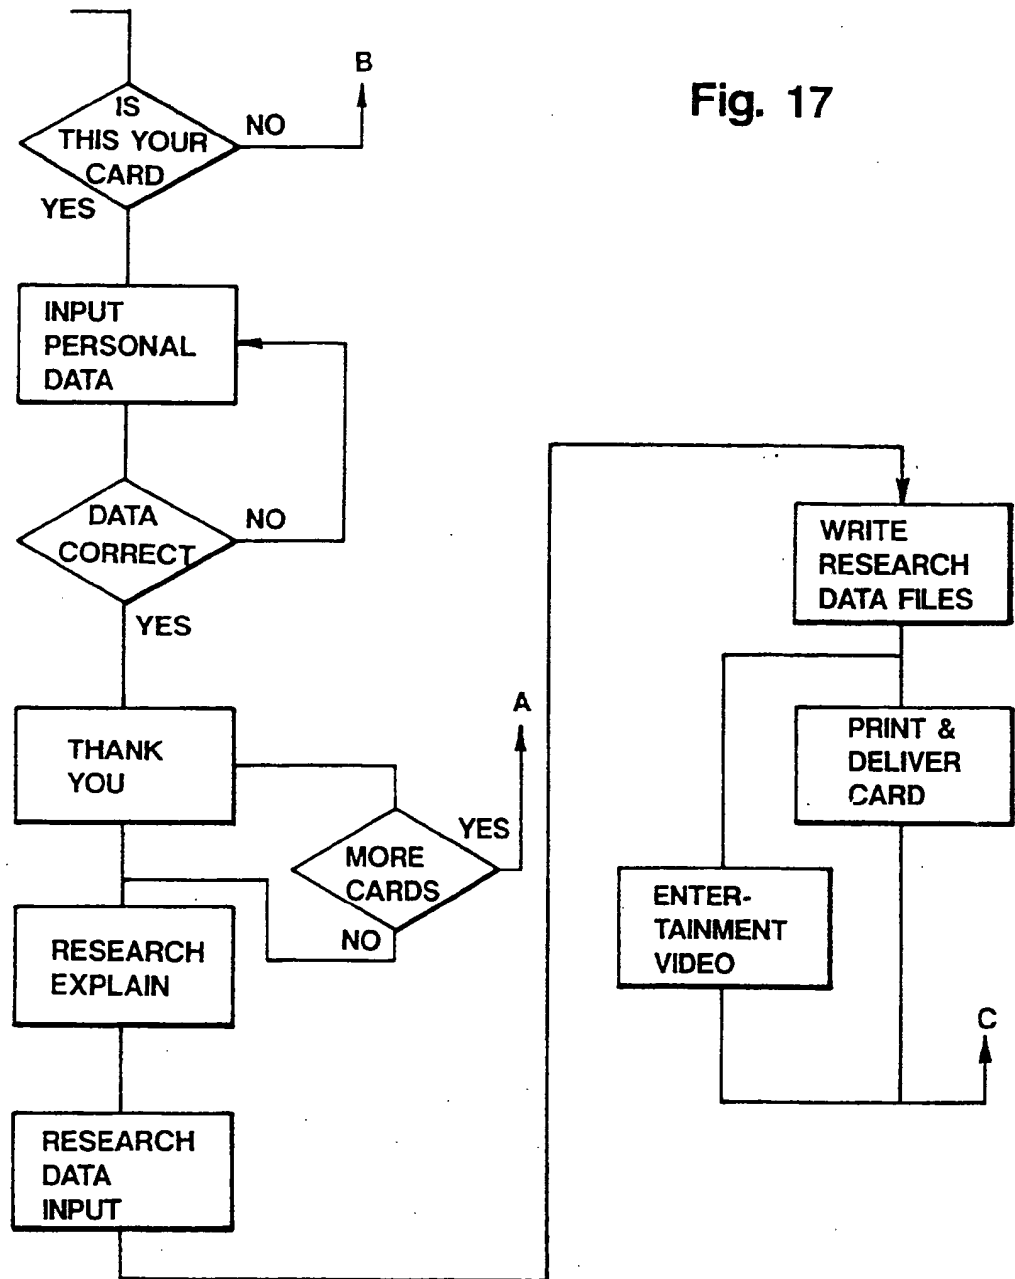 Fig. 17
B
IS
THIS YOUR
CARD
NO
YES
INPUT
PERSONAL
DATA
DATA
CORRECT
NO
YES
THANK
YOU
A
MORE
CARDS
YES
NO
RESEARCH
EXPLAIN
RESEARCH
DATA
INPUT
WRITE
RESEARCH
DATA FILES
PRINT &
DELIVER
CARD
ENTER-
TAINMENT
VIDEO
C